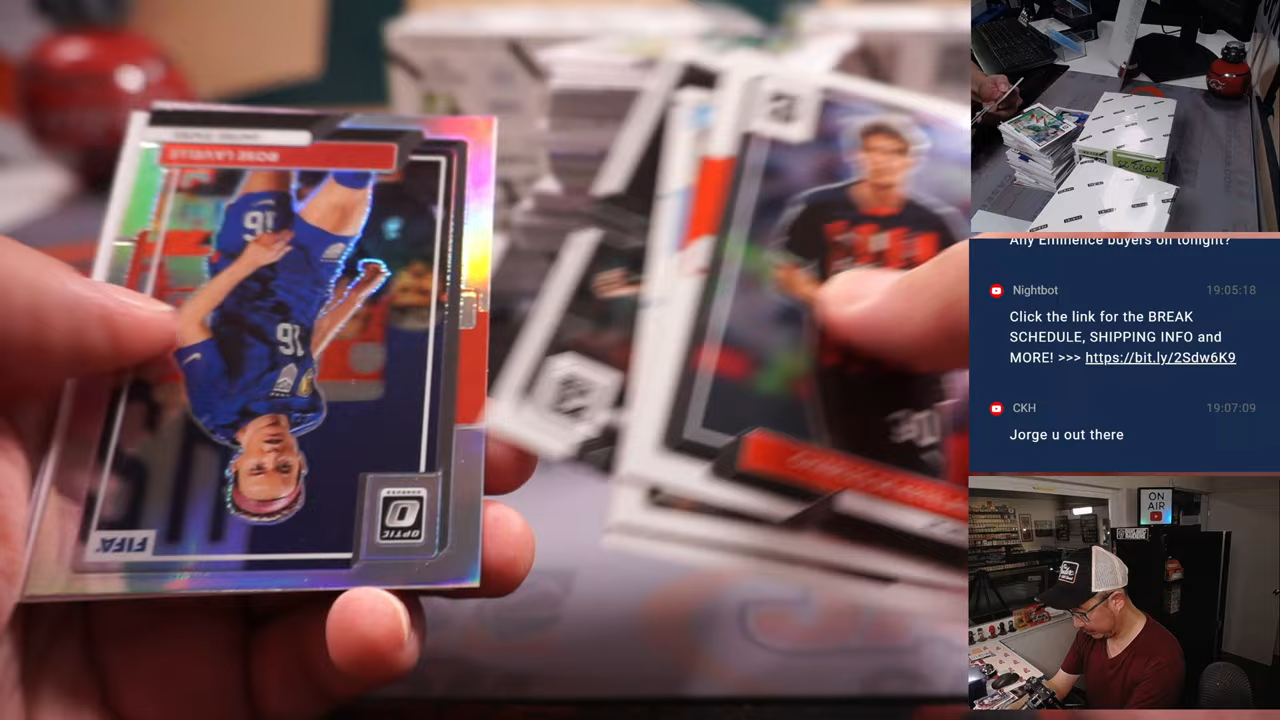 ROSE LAVELLE
16
16
OPTIC
FIFA
Any Eminence buyers on tonight?
Nightbot
19:05:18
Click the link for the BREAK
SCHEDULE, SHIPPING INFO and
MORE! >>> https://bit.ly/2Sdw6K9
CKH
19:07:09
Jorge u out there
ON
AIR